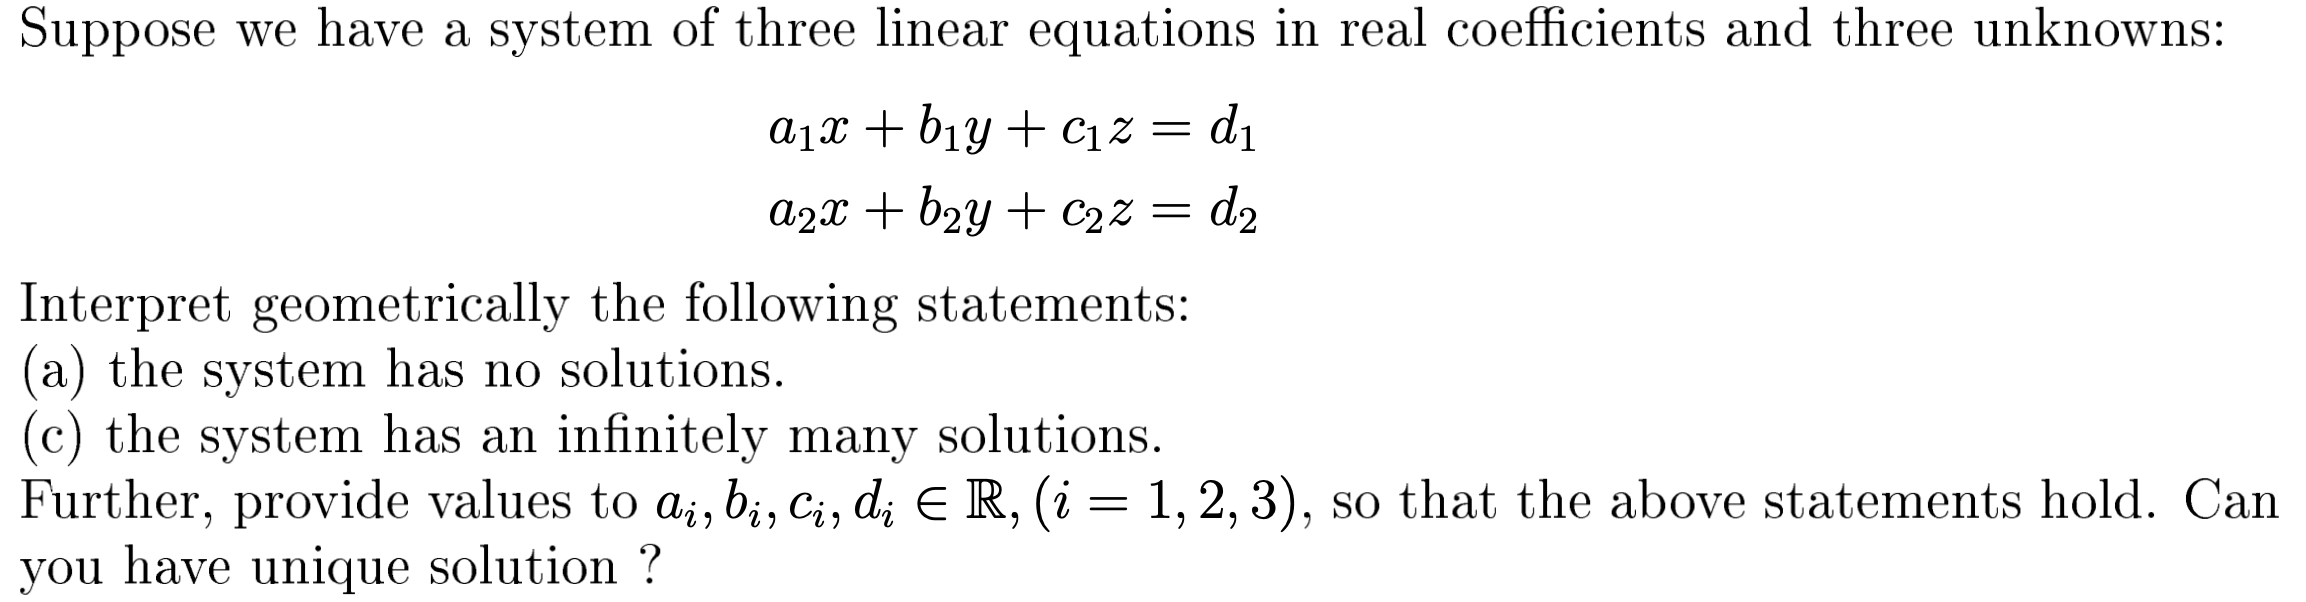 Suppose we have a system of three linear equations in real coefficients and three unknowns:
a₁x + b₁y + c₁z = d₁
a₂x + b₂y + c₂z = d₂
Interpret geometrically the following statements:
(a) the system has no solutions.
(c) the system has an infinitely many solutions.
Further, provide values to aᵢ, bᵢ, cᵢ, dᵢ ∈ ℝ, (i = 1, 2, 3), so that the above statements hold. Can
you have unique solution ?